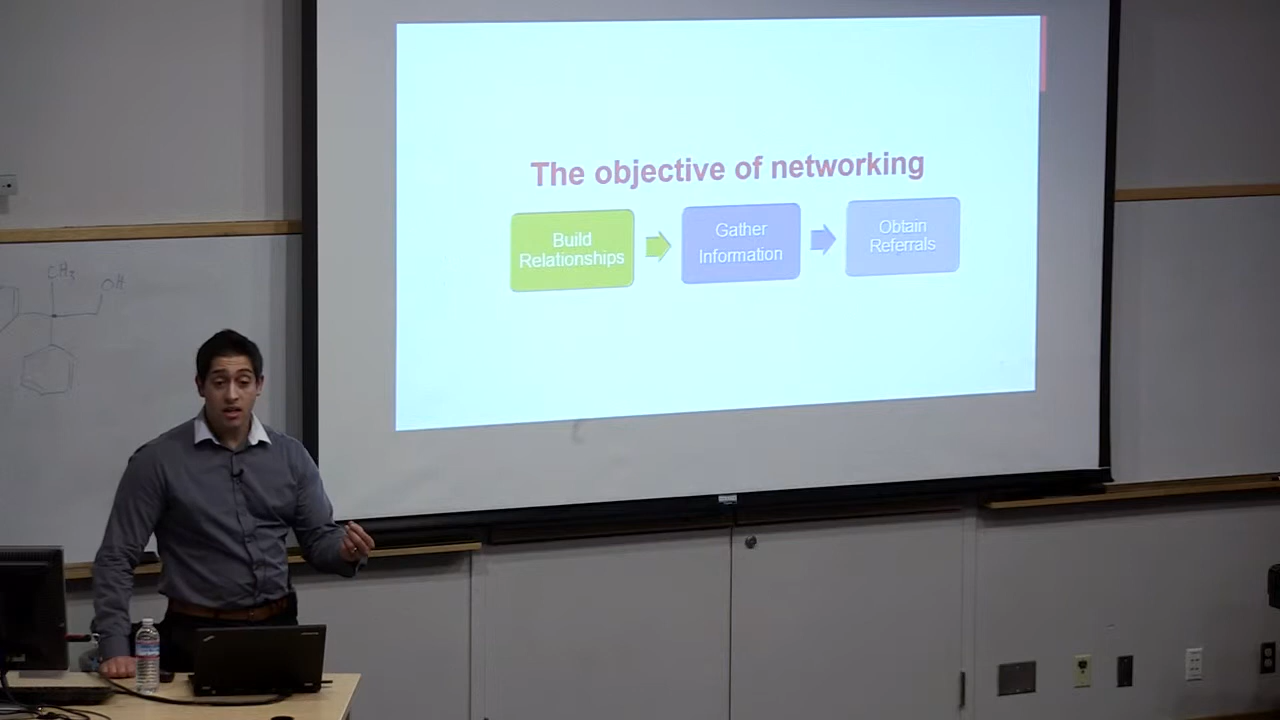 The objective of networking
Build
Relationships
Gather
Information
Obtain
Referrals
CH3
OH